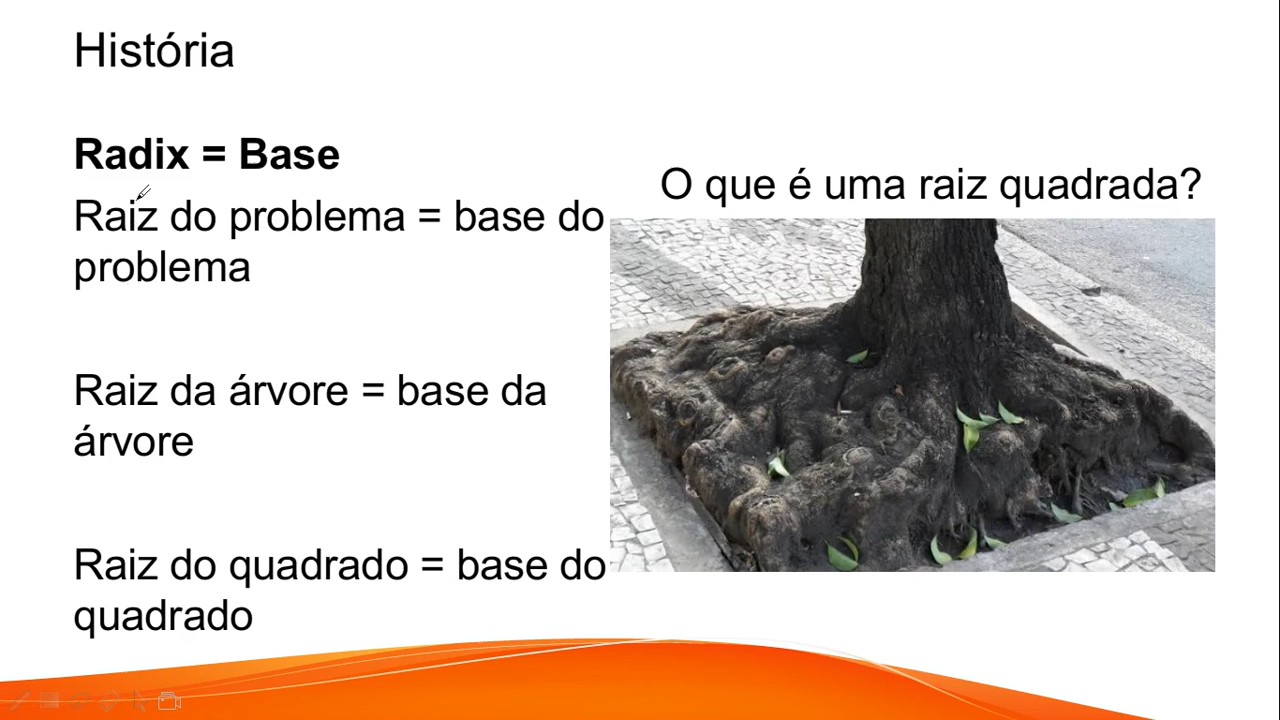 História
Radix = Base
Raiz do problema = base do
problema
Raiz da árvore = base da
árvore
Raiz do quadrado = base do
quadrado
O que é uma raiz quadrada?